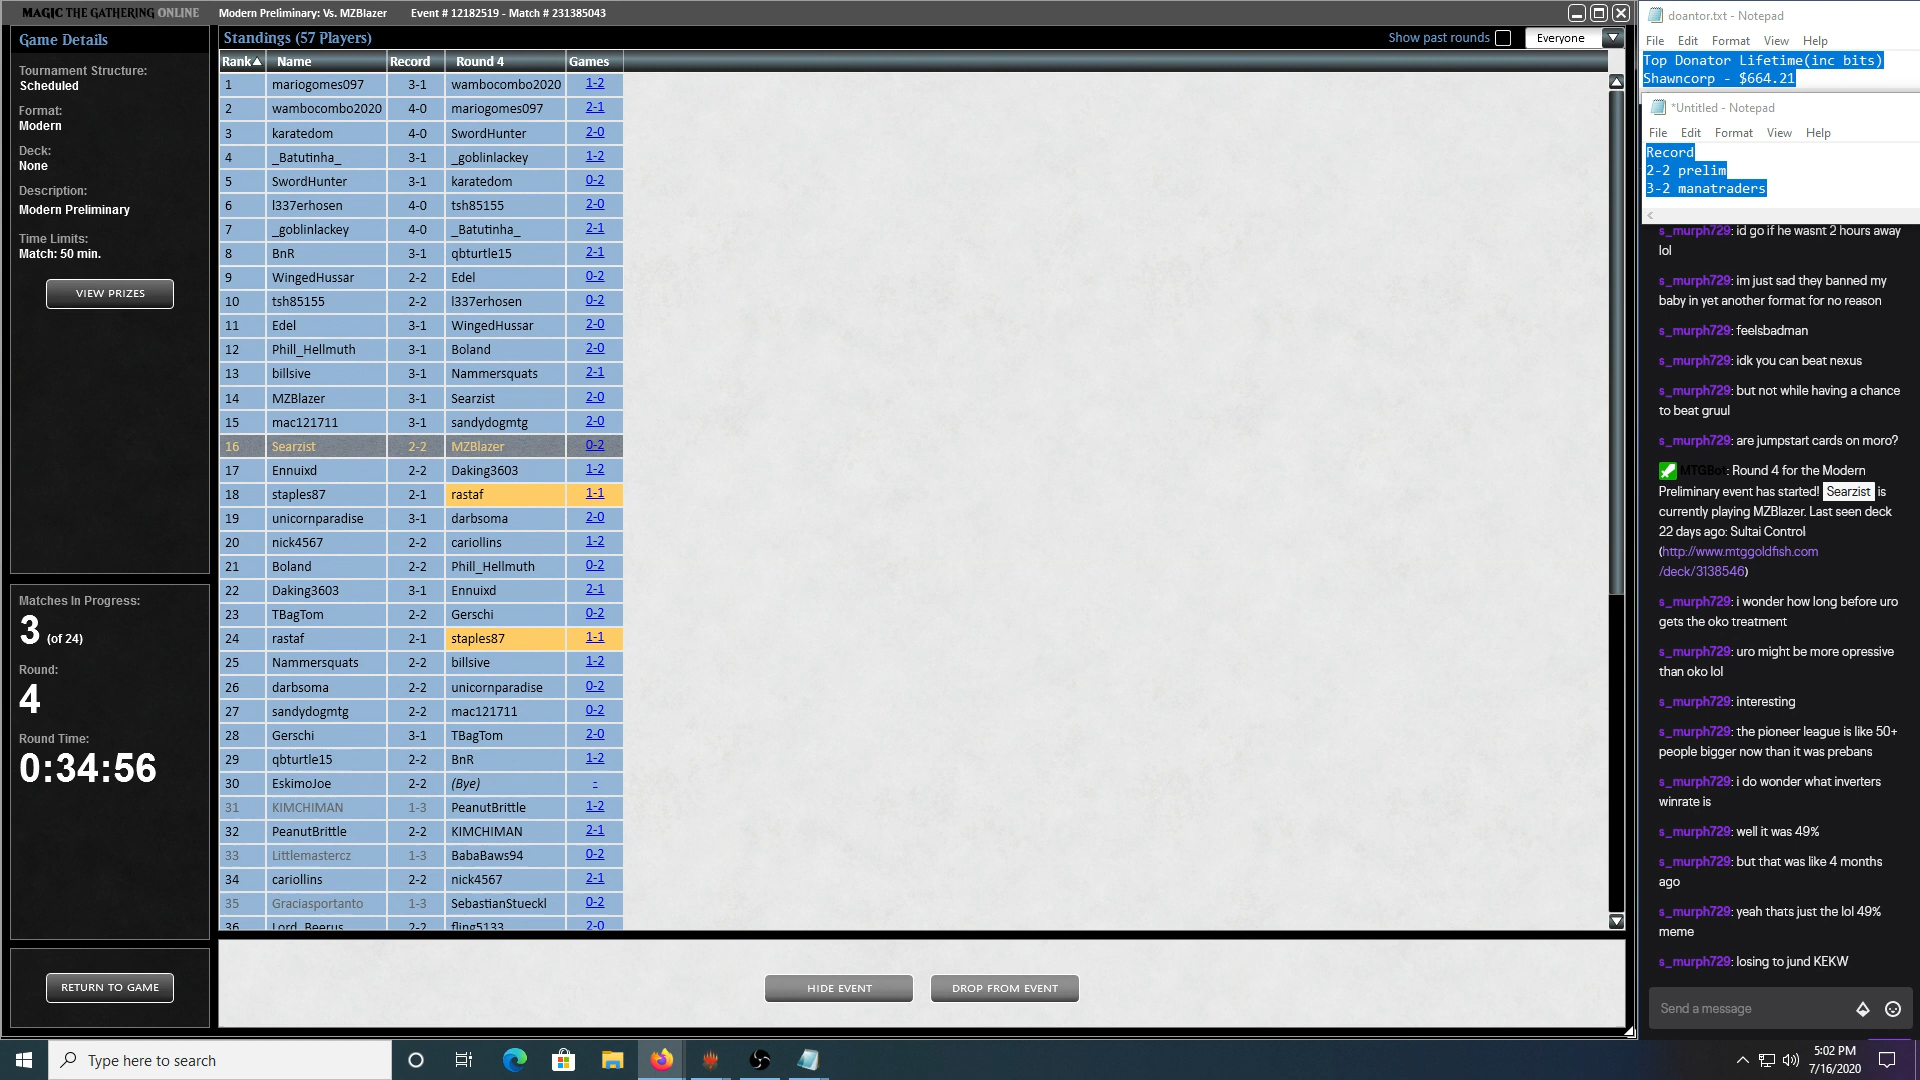 MAGIC THE GATHERING ONLINE
Modern Preliminary: Vs. MZBlazer
Event # 12182519 - Match # 231385043
Game Details
Tournament Structure:
Scheduled
Format:
Modern
Deck:
None
Description:
Modern Preliminary
Time Limits:
Match: 50 min.
VIEW PRIZES
Matches In Progress:
3 (of 24)
Round:
4
Round Time:
0:34:56
RETURN TO GAME
Standings (57 Players)
Show past rounds
Everyone
Rank Name Record Round 4 Games
1 mariogomes097 3-1 wambocombo2020 1-2
2 wambocombo2020 4-0 mariogomes097 2-1
3 karatedom 4-0 SwordHunter 2-0
4 _Batutinha_ 3-1 _goblinlackey 1-2
5 SwordHunter 3-1 karatedom 0-2
6 l337erhosen 4-0 tsh85155 2-0
7 _goblinlackey 4-0 _Batutinha_ 2-1
8 BnR 3-1 qbturtle15 2-1
9 WingedHussar 2-2 Edel 0-2
10 tsh85155 2-2 l337erhosen 0-2
11 Edel 3-1 WingedHussar 2-0
12 Phill_Hellmuth 3-1 Boland 2-0
13 billsive 3-1 Nammersquats 2-1
14 MZBlazer 3-1 Searzist 2-0
15 mac121711 3-1 sandydogmtg 2-0
16 Searzist 2-2 MZBlazer 0-2
17 Ennuixd 2-2 Daking3603 1-2
18 staples87 2-1 rastaf 1-1
19 unicornparadise 3-1 darbsoma 2-0
20 nick4567 2-2 cariollins 1-2
21 Boland 2-2 Phill_Hellmuth 0-2
22 Daking3603 3-1 Ennuixd 2-1
23 TBagTom 2-2 Gerschi 0-2
24 rastaf 2-1 staples87 1-1
25 Nammersquats 2-2 billsive 1-2
26 darbsoma 2-2 unicornparadise 0-2
27 sandydogmtg 2-2 mac121711 0-2
28 Gerschi 3-1 TBagTom 2-0
29 qbturtle15 2-2 BnR 1-2
30 EskimoJoe 2-2 (Bye) -
31 KIMCHIMAN 1-3 PeanutBrittle 1-2
32 PeanutBrittle 2-2 KIMCHIMAN 2-1
33 Littlemastercz 1-3 BabaBaws94 0-2
34 cariollins 2-2 nick4567 2-1
35 Graciasportanto 1-3 SebastianStueckl 0-2
36 Lord_Beerus 2-2 fling5133 2-0
HIDE EVENT
DROP FROM EVENT
doantor.txt - Notepad
File Edit Format View Help
Top Donator Lifetime(inc bits)
Shawncorp - $664.21
*Untitled - Notepad
File Edit Format View Help
Record
2-2 prelim
3-2 manatraders
s_murph729: id go if he wasnt 2 hours away
lol
s_murph729: im just sad they banned my
baby in yet another format for no reason
s_murph729: feelsbadman
s_murph729: idk you can beat nexus
s_murph729: but not while having a chance
to beat gruul
s_murph729: are jumpstart cards on moro?
MTGBot: Round 4 for the Modern
Preliminary event has started! Searzist is
currently playing MZBlazer. Last seen deck
22 days ago: Sultai Control
(http://www.mtggoldfish.com
/deck/3138546)
s_murph729: i wonder how long before uro
gets the oko treatment
s_murph729: uro might be more opressive
than oko lol
s_murph729: interesting
s_murph729: the pioneer league is like 50+
people bigger now than it was prebans
s_murph729: i do wonder what inverters
winrate is
s_murph729: well it was 49%
s_murph729: but that was like 4 months
ago
s_murph729: yeah thats just the lol 49%
meme
s_murph729: losing to jund KEKW
Send a message
Type here to search
5:02 PM
7/16/2020